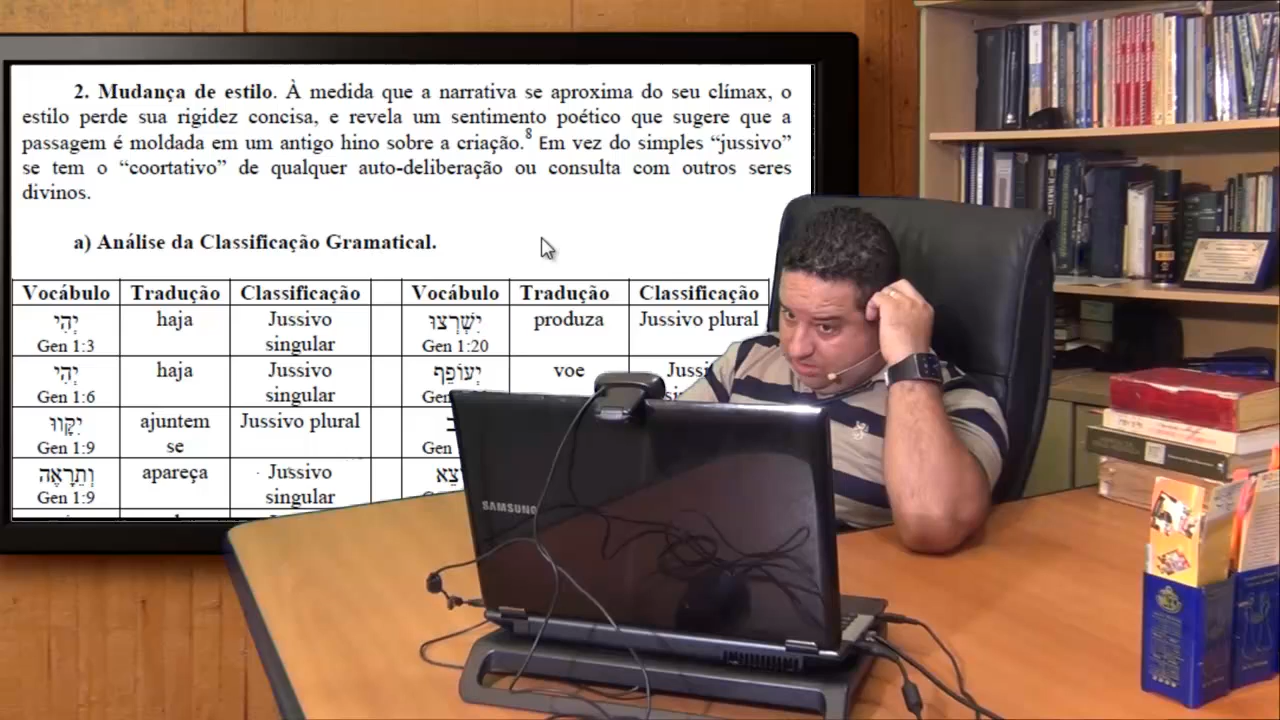 2. Mudança de estilo. À medida que a narrativa se aproxima do seu clímax, o
estilo perde sua rigidez concisa, e revela um sentimento poético que sugere que a
passagem é moldada em um antigo hino sobre a criação.8 Em vez do simples “jussivo”
se tem o “coortativo” de qualquer auto-deliberação ou consulta com outros seres
divinos.
a) Análise da Classificação Gramatical.
Vocábulo Tradução Classificação Vocábulo Tradução Classificação
יְהִי haja Jussivo יִשְׁרְצוּ produza Jussivo plural
Gen 1:3 singular Gen 1:20
יְהִי haja Jussivo יְעוֹפֵף voe
Gen 1:6 singular
יִקָּווּ ajuntem Jussivo plural
Gen 1:9 se Gen
וְתֵרָאֶה apareça Jussivo
Gen 1:9 singular
SAMSUNG